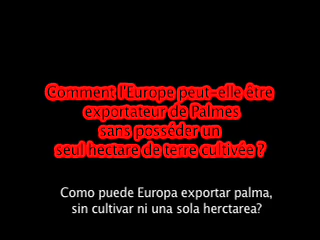 Comment l'Europe peut-elle être
exportateur de Palmes
sans posséder un
seul hectare de terre cultivée ?
Como puede Europa exportar palma,
sin cultivar ni una sola herctarea?